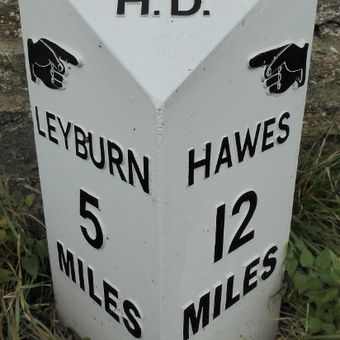 H.D.
LEYBURN
5
MILES
HAWES
12
MILES